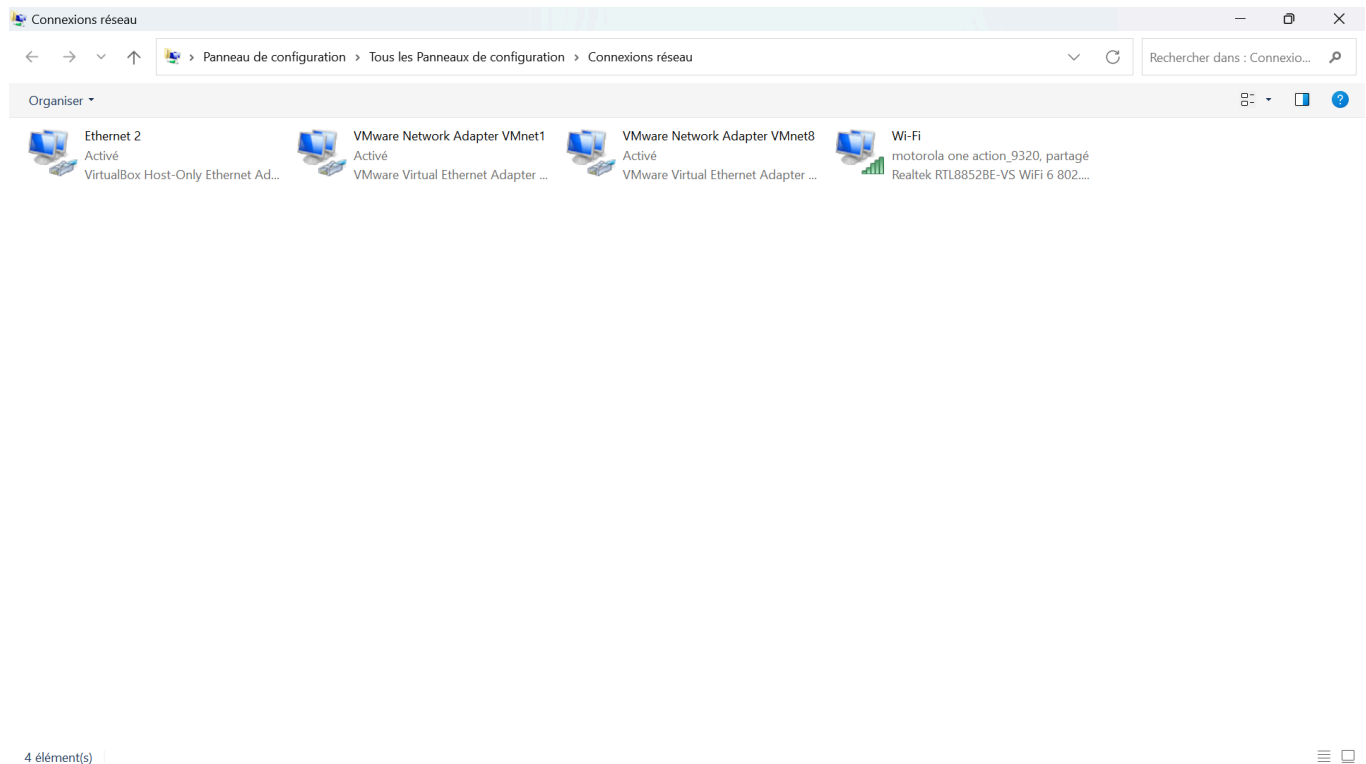 Connexions réseau
Panneau de configuration > Tous les Panneaux de configuration > Connexions réseau
Rechercher dans : Connexio...
Organiser
Ethernet 2
Activé
VirtualBox Host-Only Ethernet Ad...
VMware Network Adapter VMnet1
Activé
VMware Virtual Ethernet Adapter ...
VMware Network Adapter VMnet8
Activé
VMware Virtual Ethernet Adapter ...
Wi-Fi
motorola one action_9320, partagé
Realtek RTL8852BE-VS WiFi 6 802....
4 élément(s)